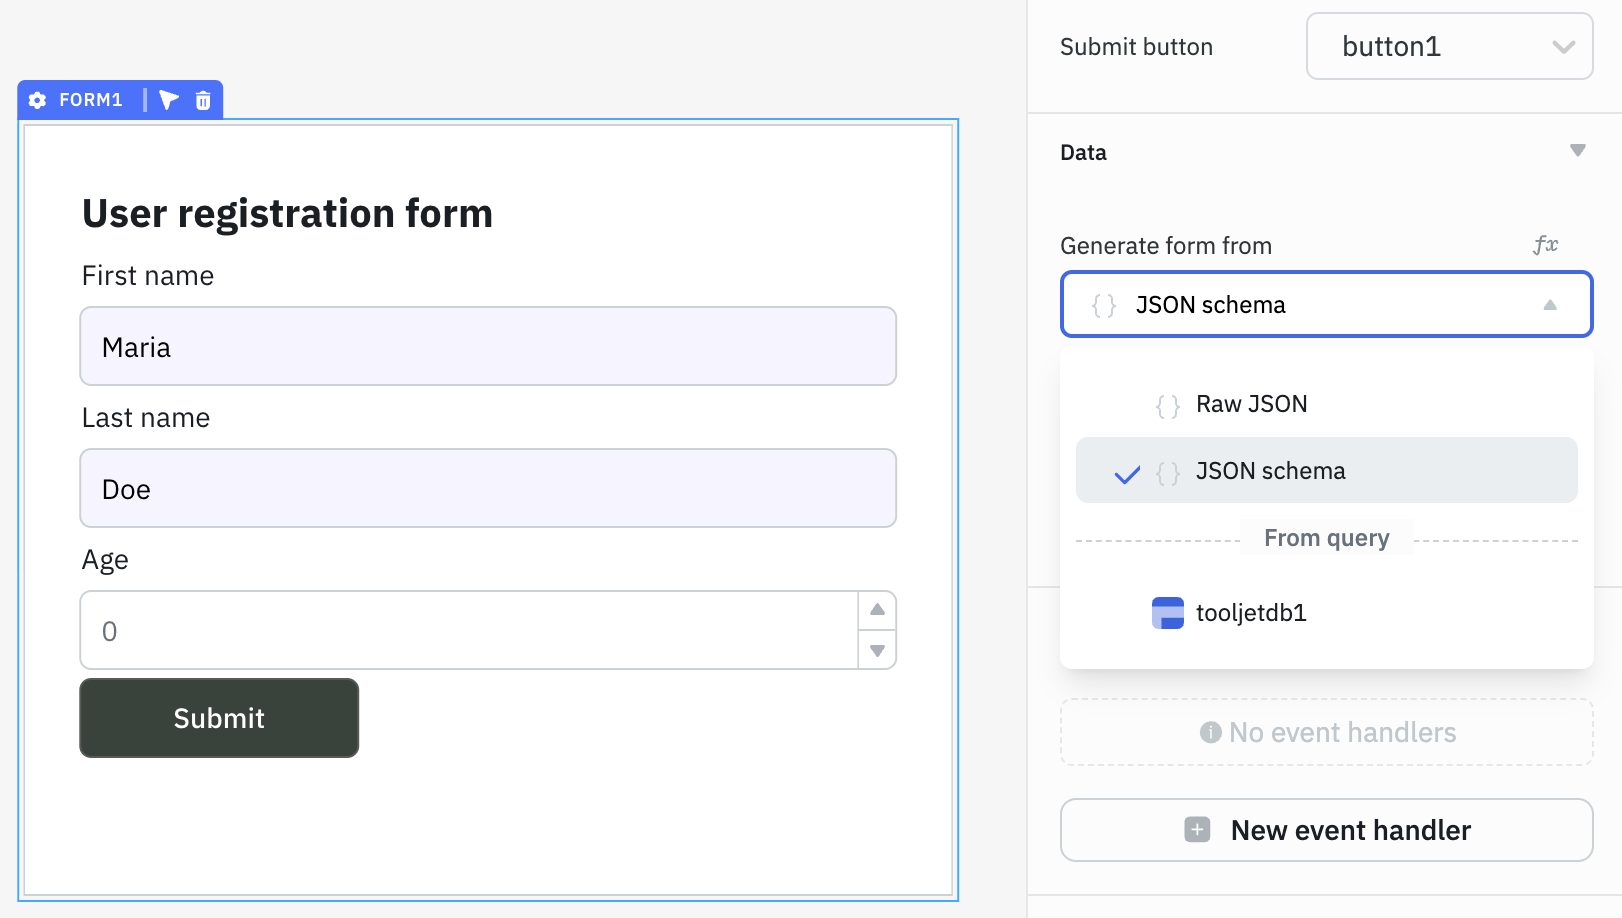 FORM1
User registration form
First name
Maria
Last name
Doe
Age
0
Submit
Submit button
button1
Data
Generate form from
fx
{ } JSON schema
{ } Raw JSON
{ } JSON schema
From query
tooljetdb1
No event handlers
New event handler